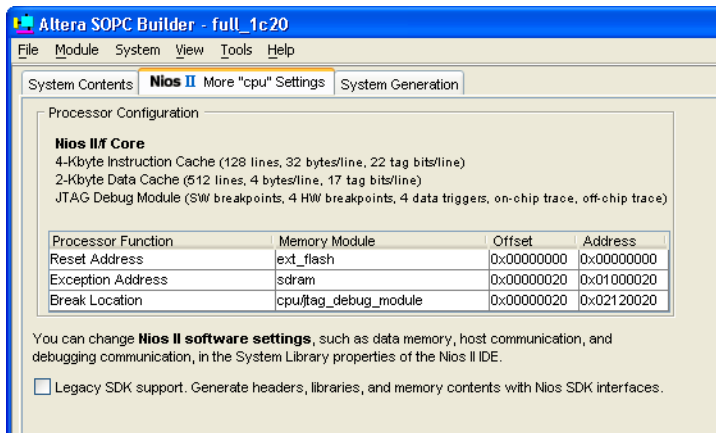 Altera SOPC Builder - full_1c20
File Module System View Tools Help
System Contents Nios II More "cpu" Settings System Generation
Processor Configuration
Nios II/f Core
4-Kbyte Instruction Cache (128 lines, 32 bytes/line, 22 tag bits/line)
2-Kbyte Data Cache (512 lines, 4 bytes/line, 17 tag bits/line)
JTAG Debug Module (SW breakpoints, 4 HW breakpoints, 4 data triggers, on-chip trace, off-chip trace)
Processor Function Memory Module Offset Address
Reset Address ext_flash 0x00000000 0x00000000
Exception Address sdram 0x00000020 0x01000020
Break Location cpu/jtag_debug_module 0x00000020 0x02120020
You can change Nios II software settings, such as data memory, host communication, and
debugging communication, in the System Library properties of the Nios II IDE.
Legacy SDK support. Generate headers, libraries, and memory contents with Nios SDK interfaces.